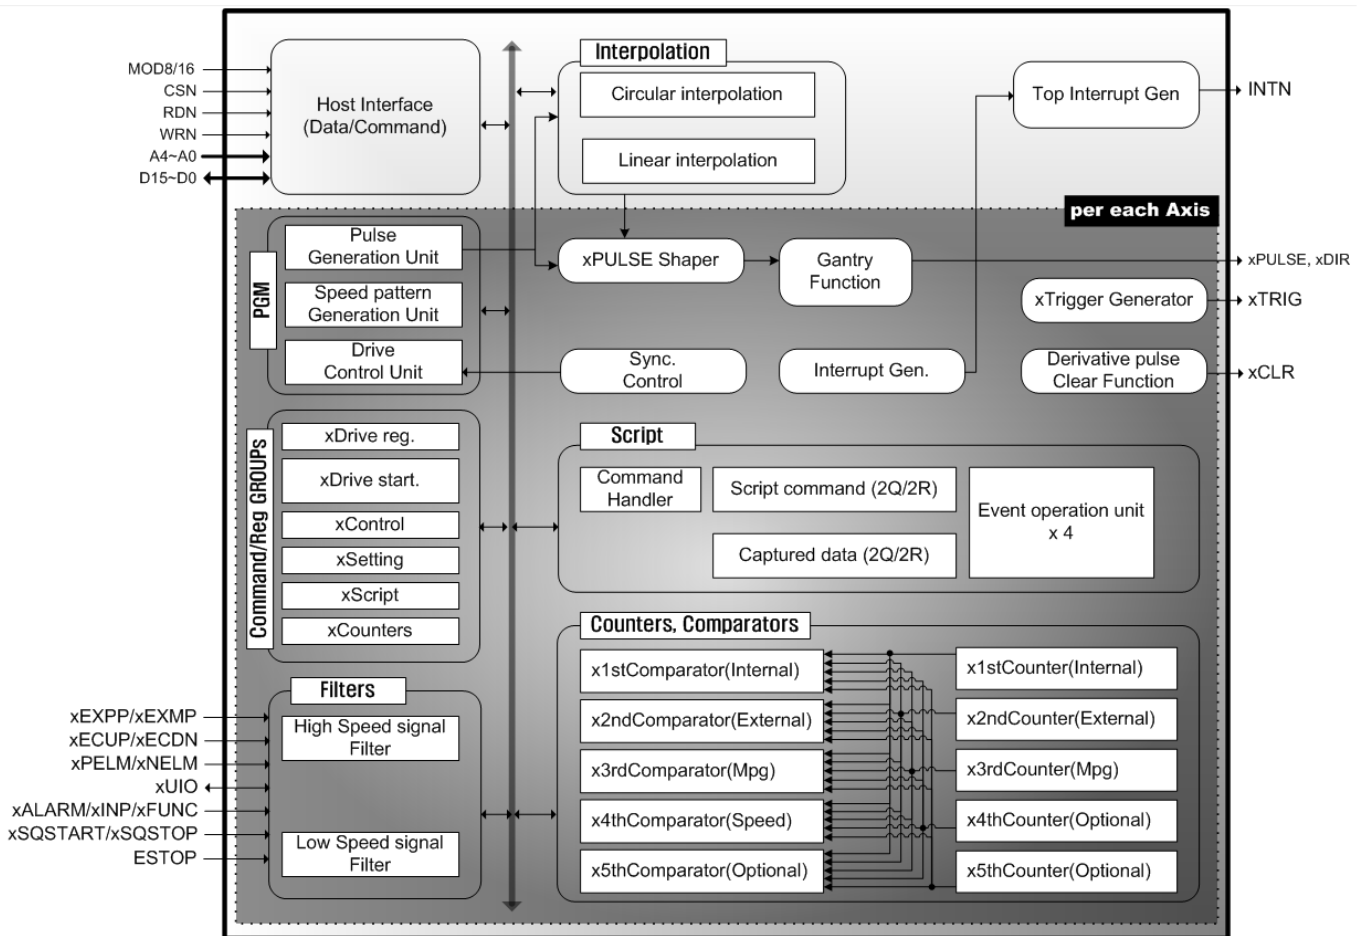 MOD8/16
CSN
RDN
WRN
A4~A0
D15~D0
Host Interface
(Data/Command)
Interpolation
Circular interpolation
Linear interpolation
Top Interrupt Gen
INTN
per each Axis
PGM
Pulse
Generation Unit
Speed pattern
Generation Unit
Drive
Control Unit
xPULSE Shaper
Gantry
Function
xPULSE, xDIR
xTrigger Generator
xTRIG
Sync.
Control
Interrupt Gen.
Derivative pulse
Clear Function
xCLR
Command/Reg GROUPs
xDrive reg.
xDrive start.
xControl
xSetting
xScript
xCounters
Script
Command
Handler
Script command (2Q/2R)
Captured data (2Q/2R)
Event operation unit
x 4
Counters, Comparators
x1stComparator(Internal)
x2ndComparator(External)
x3rdComparator(Mpg)
x4thComparator(Speed)
x5thComparator(Optional)
x1stCounter(Internal)
x2ndCounter(External)
x3rdCounter(Mpg)
x4thCounter(Optional)
x5thCounter(Optional)
Filters
High Speed signal
Filter
Low Speed signal
Filter
xEXPP/xEXMP
xECUP/xECDN
xPELM/xNELM
xUIO
xALARM/xINP/xFUNC
xSQSTART/xSQSTOP
ESTOP